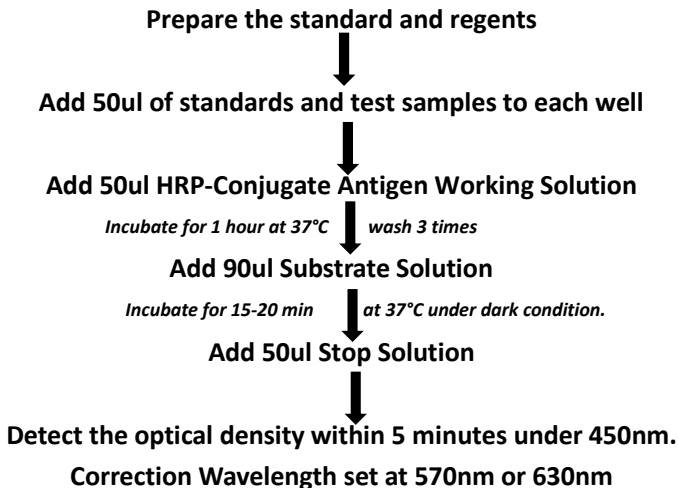 Prepare the standard and regents
Add 50ul of standards and test samples to each well
Add 50ul HRP-Conjugate Antigen Working Solution
Incubate for 1 hour at 37°C wash 3 times
Add 90ul Substrate Solution
Incubate for 15-20 min at 37°C under dark condition.
Add 50ul Stop Solution
Detect the optical density within 5 minutes under 450nm.
Correction Wavelength set at 570nm or 630nm